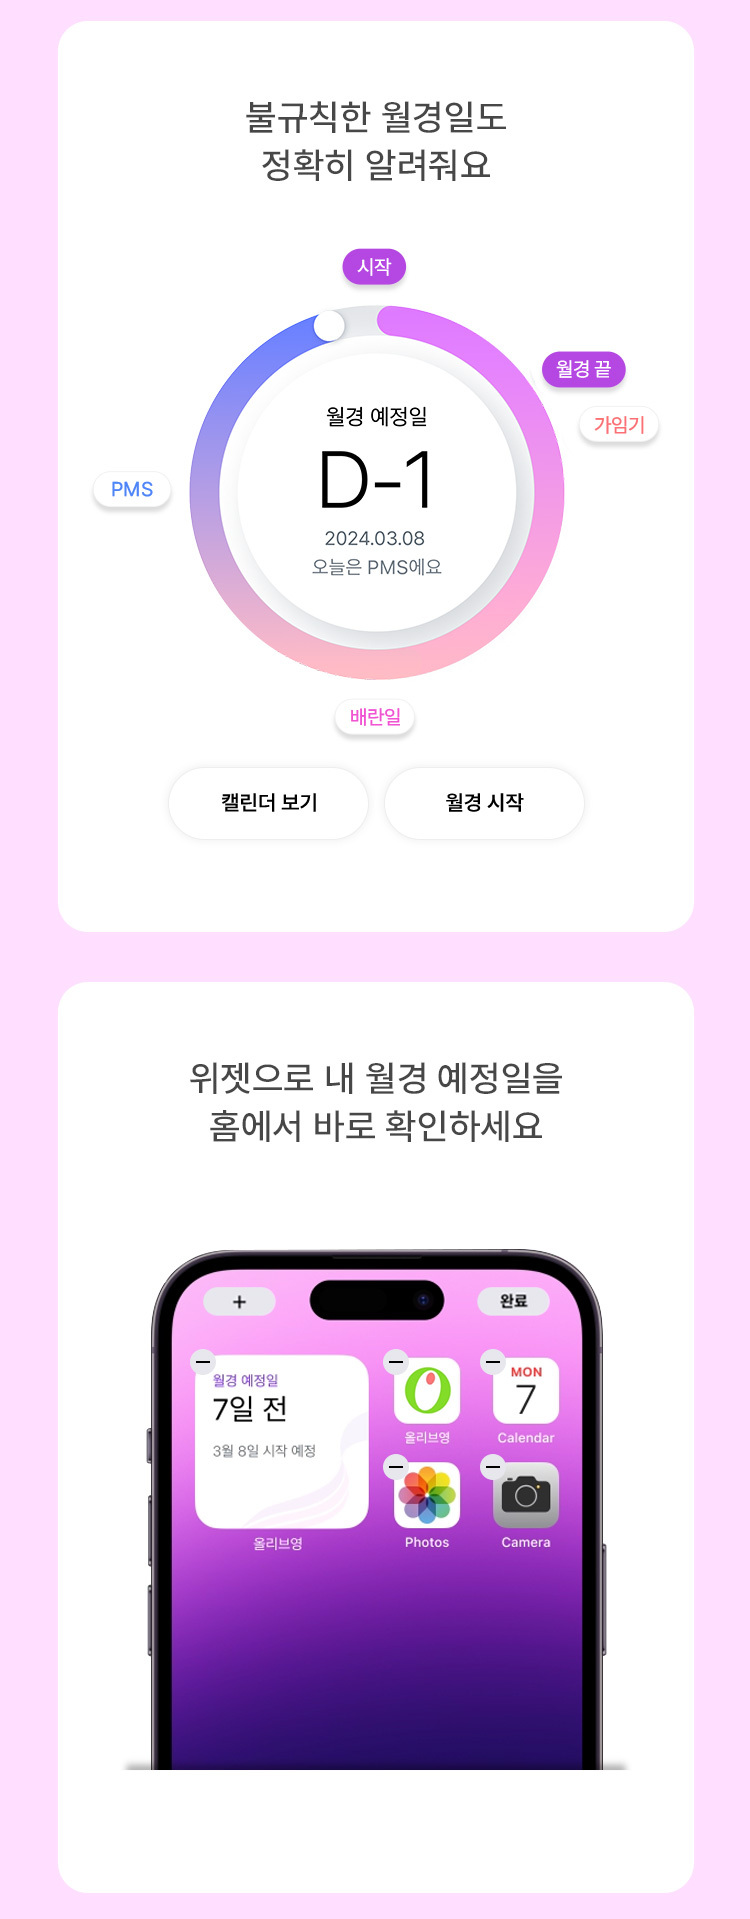 불규칙한 월경일도
정확히 알려줘요
시작
월경 끝
가임기
월경 예정일
D-1
PMS
2024.03.08
오늘은 PMS에요
배란일
캘린더 보기
월경 시작
위젯으로 내 월경 예정일을
홈에서 바로 확인하세요
+
완료
월경 예정일
7일 전
3월 8일 시작 예정
올리브영
올리브영
MON
7
Calendar
Photos
Camera